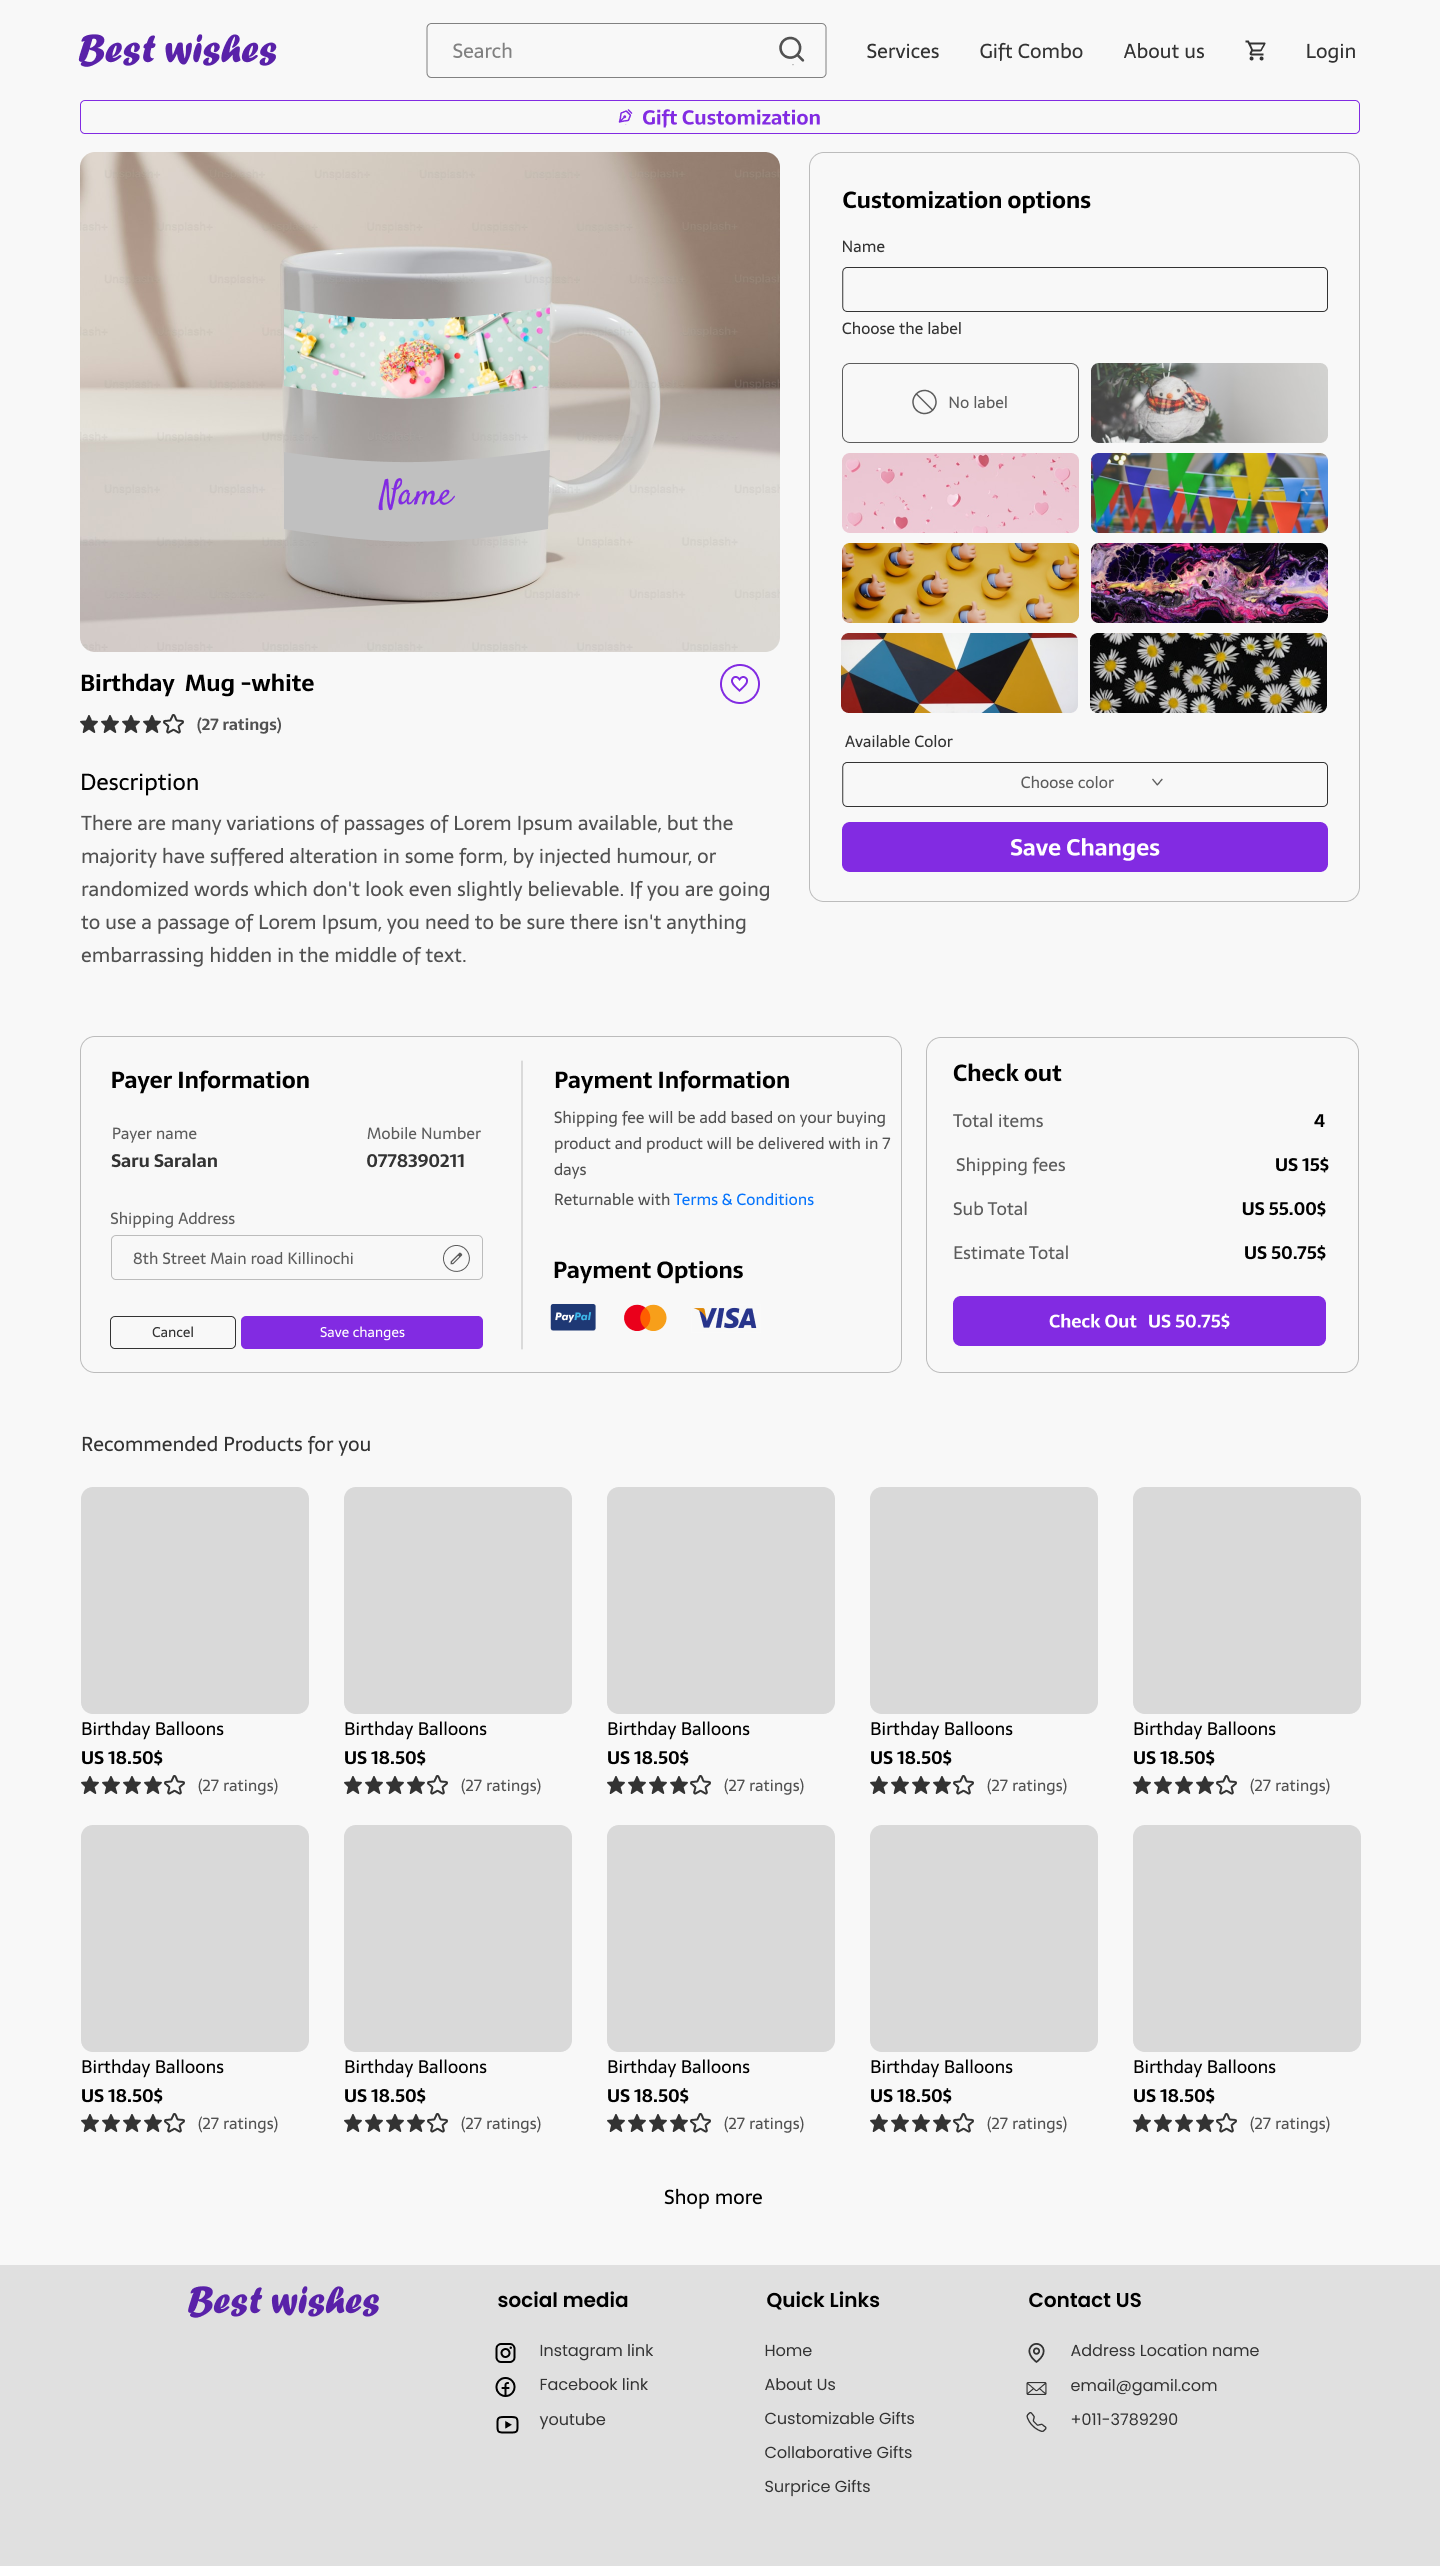 Best wishes
Search
Services
Gift Combo
About us
Login
Gift Customization
Unsplash+
Name
Birthday  Mug -white
(27 ratings)
Description
There are many variations of passages of Lorem Ipsum available, but the
majority have suffered alteration in some form, by injected humour, or
randomized words which don't look even slightly believable. If you are going
to use a passage of Lorem Ipsum, you need to be sure there isn't anything
embarrassing hidden in the middle of text.
Customization options
Name
Choose the label
No label
Available Color
Choose color
Save Changes
Payer Information
Payer name
Mobile Number
Saru Saralan
0778390211
Shipping Address
8th Street Main road Killinochi
Cancel
Save changes
Payment Information
Shipping fee will be add based on your buying
product and product will be delivered with in 7
days
Returnable with Terms & Conditions
Payment Options
PayPal
VISA
Check out
Total items 4
Shipping fees US 15$
Sub Total US 55.00$
Estimate Total US 50.75$
Check Out US 50.75$
Recommended Products for you
Birthday Balloons
US 18.50$
(27 ratings)
Birthday Balloons
US 18.50$
(27 ratings)
Birthday Balloons
US 18.50$
(27 ratings)
Birthday Balloons
US 18.50$
(27 ratings)
Birthday Balloons
US 18.50$
(27 ratings)
Birthday Balloons
US 18.50$
(27 ratings)
Birthday Balloons
US 18.50$
(27 ratings)
Birthday Balloons
US 18.50$
(27 ratings)
Birthday Balloons
US 18.50$
(27 ratings)
Birthday Balloons
US 18.50$
(27 ratings)
Shop more
Best wishes
social media
Instagram link
Facebook link
youtube
Quick Links
Home
About Us
Customizable Gifts
Collaborative Gifts
Surprice Gifts
Contact US
Address Location name
email@gamil.com
+011-3789290